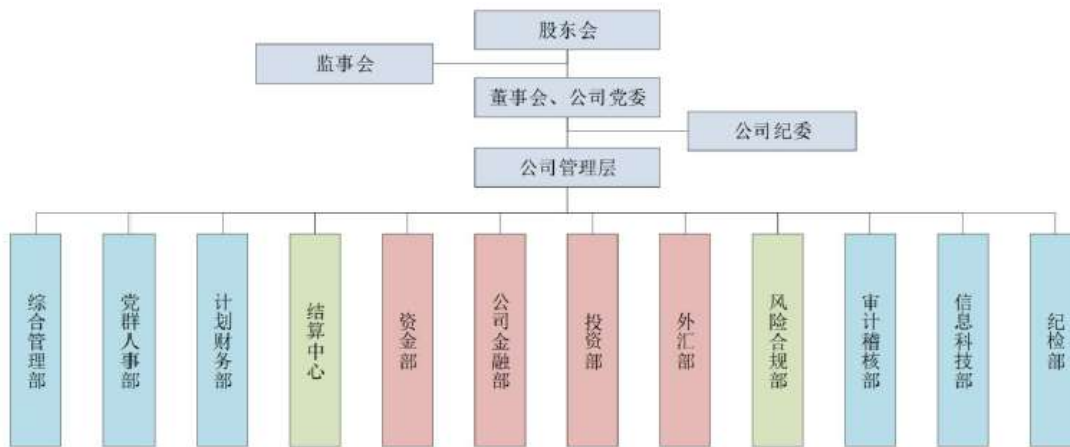 股东会
监事会
董事会、公司党委
公司纪委
公司管理层
综合管理部
党群人事部
计划财务部
结算中心
资金部
公司金融部
投资部
外汇部
风险合规部
审计稽核部
信息科技部
纪检部